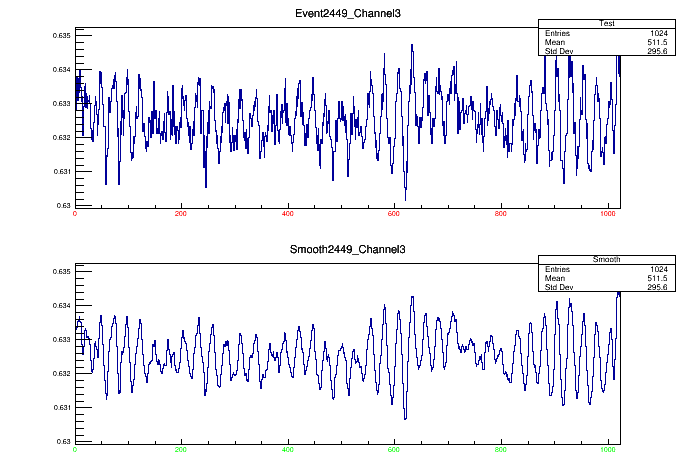 Event2449_Channel3
Test
Entries 1024
Mean 511.5
Std Dev 295.6
0.635
0.634
0.633
0.632
0.631
0.63
0 200 400 600 800 1000
Smooth2449_Channel3
Smooth
Entries 1024
Mean 511.5
Std Dev 295.6
0.635
0.634
0.633
0.632
0.631
0.63
0 200 400 600 800 1000